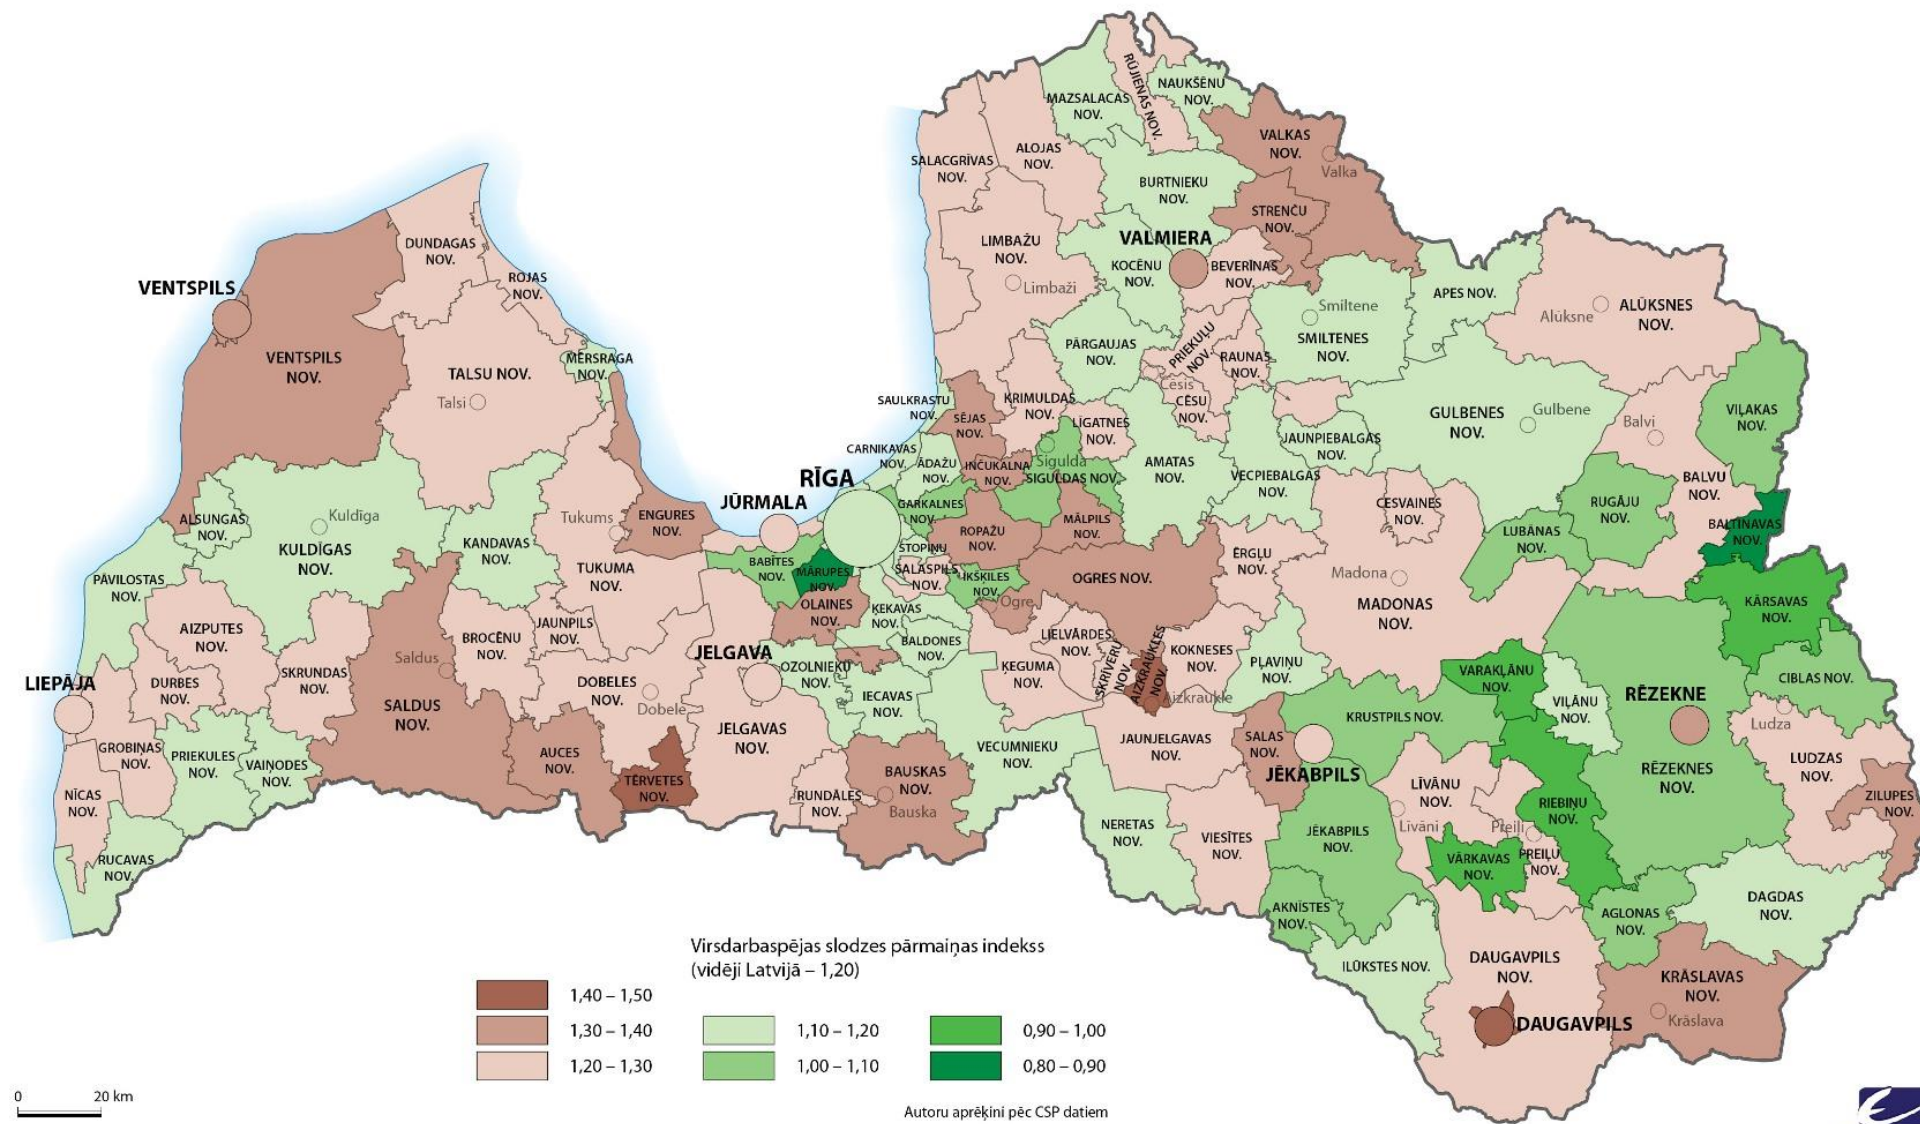 RŪJIENAS NOV.
NAUKŠĒNU
NOV.
MAZSALACAS
NOV.
VALKAS
NOV.
Valka
SALACGRĪVAS
NOV.
ALOJAS
NOV.
BURTNIEKU
NOV.
STRENČU
NOV.
DUNDAGAS
NOV.
ROJAS
NOV.
LIMBAŽU
NOV.
Limbaži
VALMIERA
KOCĒNU
NOV.
BEVERĪNAS
NOV.
VENTSPILS
APES NOV.
Smiltene
SMILTENES
NOV.
Alūksne
ALŪKSNES
NOV.
VENTSPILS
NOV.
MĒRSRAGA
NOV.
TALSU NOV.
Talsi
PĀRGAUJAS
NOV.
PRIEKUĻU
NOV.
RAUNAS
NOV.
Cēsis
CĒSU
NOV.
SAULKRASTU
NOV.
SĒJAS
NOV.
KRIMULDAS
NOV.
LĪGATNES
NOV.
GULBENES
NOV.
Gulbene
Balvi
VIĻAKAS
NOV.
JAUNPIEBALGAS
NOV.
CARNIKAVAS
NOV.
ĀDAŽU
NOV.
INČUKALNA
NOV.
Sigulda
SIGULDAS NOV.
AMATAS
NOV.
VECPIEBALGAS
NOV.
BALVU
NOV.
RĪGA
JŪRMALA
GARKALNES
NOV.
ROPAŽU
NOV.
MĀLPILS
NOV.
CESVAINES
NOV.
RUGĀJU
NOV.
BALTINAVAS
NOV.
LUBĀNAS
NOV.
ALSUNGAS
NOV.
Kuldīga
KULDĪGAS
NOV.
KANDAVAS
NOV.
Tukums
ENGURES
NOV.
TUKUMA
NOV.
BABĪTES
NOV.
MĀRUPES
NOV.
STOPIŅU
SALASPILS
NOV.
IKŠĶILES
NOV.
Ogre
OGRES NOV.
ĒRGĻU
NOV.
Madona
MADONAS
NOV.
KĀRSAVAS
NOV.
PĀVILOSTAS
NOV.
AIZPUTES
NOV.
OLAINES
NOV.
ĶEKAVAS
NOV.
BALDONES
NOV.
LIELVĀRDES
NOV.
ĶEGUMA
NOV.
SKRĪVERU
NOV.
AIZKRAUKLES
NOV.
Aizkraukle
KOKNESES
NOV.
PĻAVIŅU
NOV.
BROCĒNU
NOV.
JAUNPILS
NOV.
Saldus
SALDUS
NOV.
SKRUNDAS
NOV.
DURBES
NOV.
LIEPĀJA
DOBELES
NOV.
Dobele
JELGAVA
OZOLNIEKU
NOV.
IECAVAS
NOV.
JELGAVAS
NOV.
VARAKĻĀNU
NOV.
VIĻĀNU
NOV.
RĒZEKNE
CIBLAS NOV.
Ludza
LUDZAS
NOV.
GROBIŅAS
NOV.
PRIEKULES
NOV.
VAIŅODES
NOV.
NĪCAS
NOV.
RUCAVAS
NOV.
AUCES
NOV.
TĒRVETES
NOV.
RUNDĀLES
NOV.
BAUSKAS
NOV.
Bauska
VECUMNIEKU
NOV.
JAUNJELGAVAS
NOV.
SALAS
NOV.
KRUSTPILS NOV.
JĒKABPILS
LĪVĀNU
NOV.
Līvāni
RĒZEKNES
NOV.
ZILUPES
NOV.
NERETAS
NOV.
VIESĪTES
NOV.
JĒKABPILS
NOV.
Preiļi
PREIĻU
NOV.
RIEBIŅU
NOV.
VĀRKAVAS
NOV.
AKNĪSTES
NOV.
AGLONAS
NOV.
DAGDAS
NOV.
ILŪKSTES NOV.
DAUGAVPILS
NOV.
KRĀSLAVAS
NOV.
Krāslava
DAUGAVPILS
Virsdarbaspējas slodzes pārmaiņas indekss
(vidēji Latvijā – 1,20)
1,40 – 1,50
1,30 – 1,40
1,20 – 1,30
1,10 – 1,20
1,00 – 1,10
0,90 – 1,00
0,80 – 0,90
0 20 km
Autoru aprēķini pēc CSP datiem